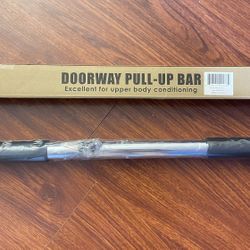 DOORWAY PULL-UP BAR
Excellent for upper body conditioning